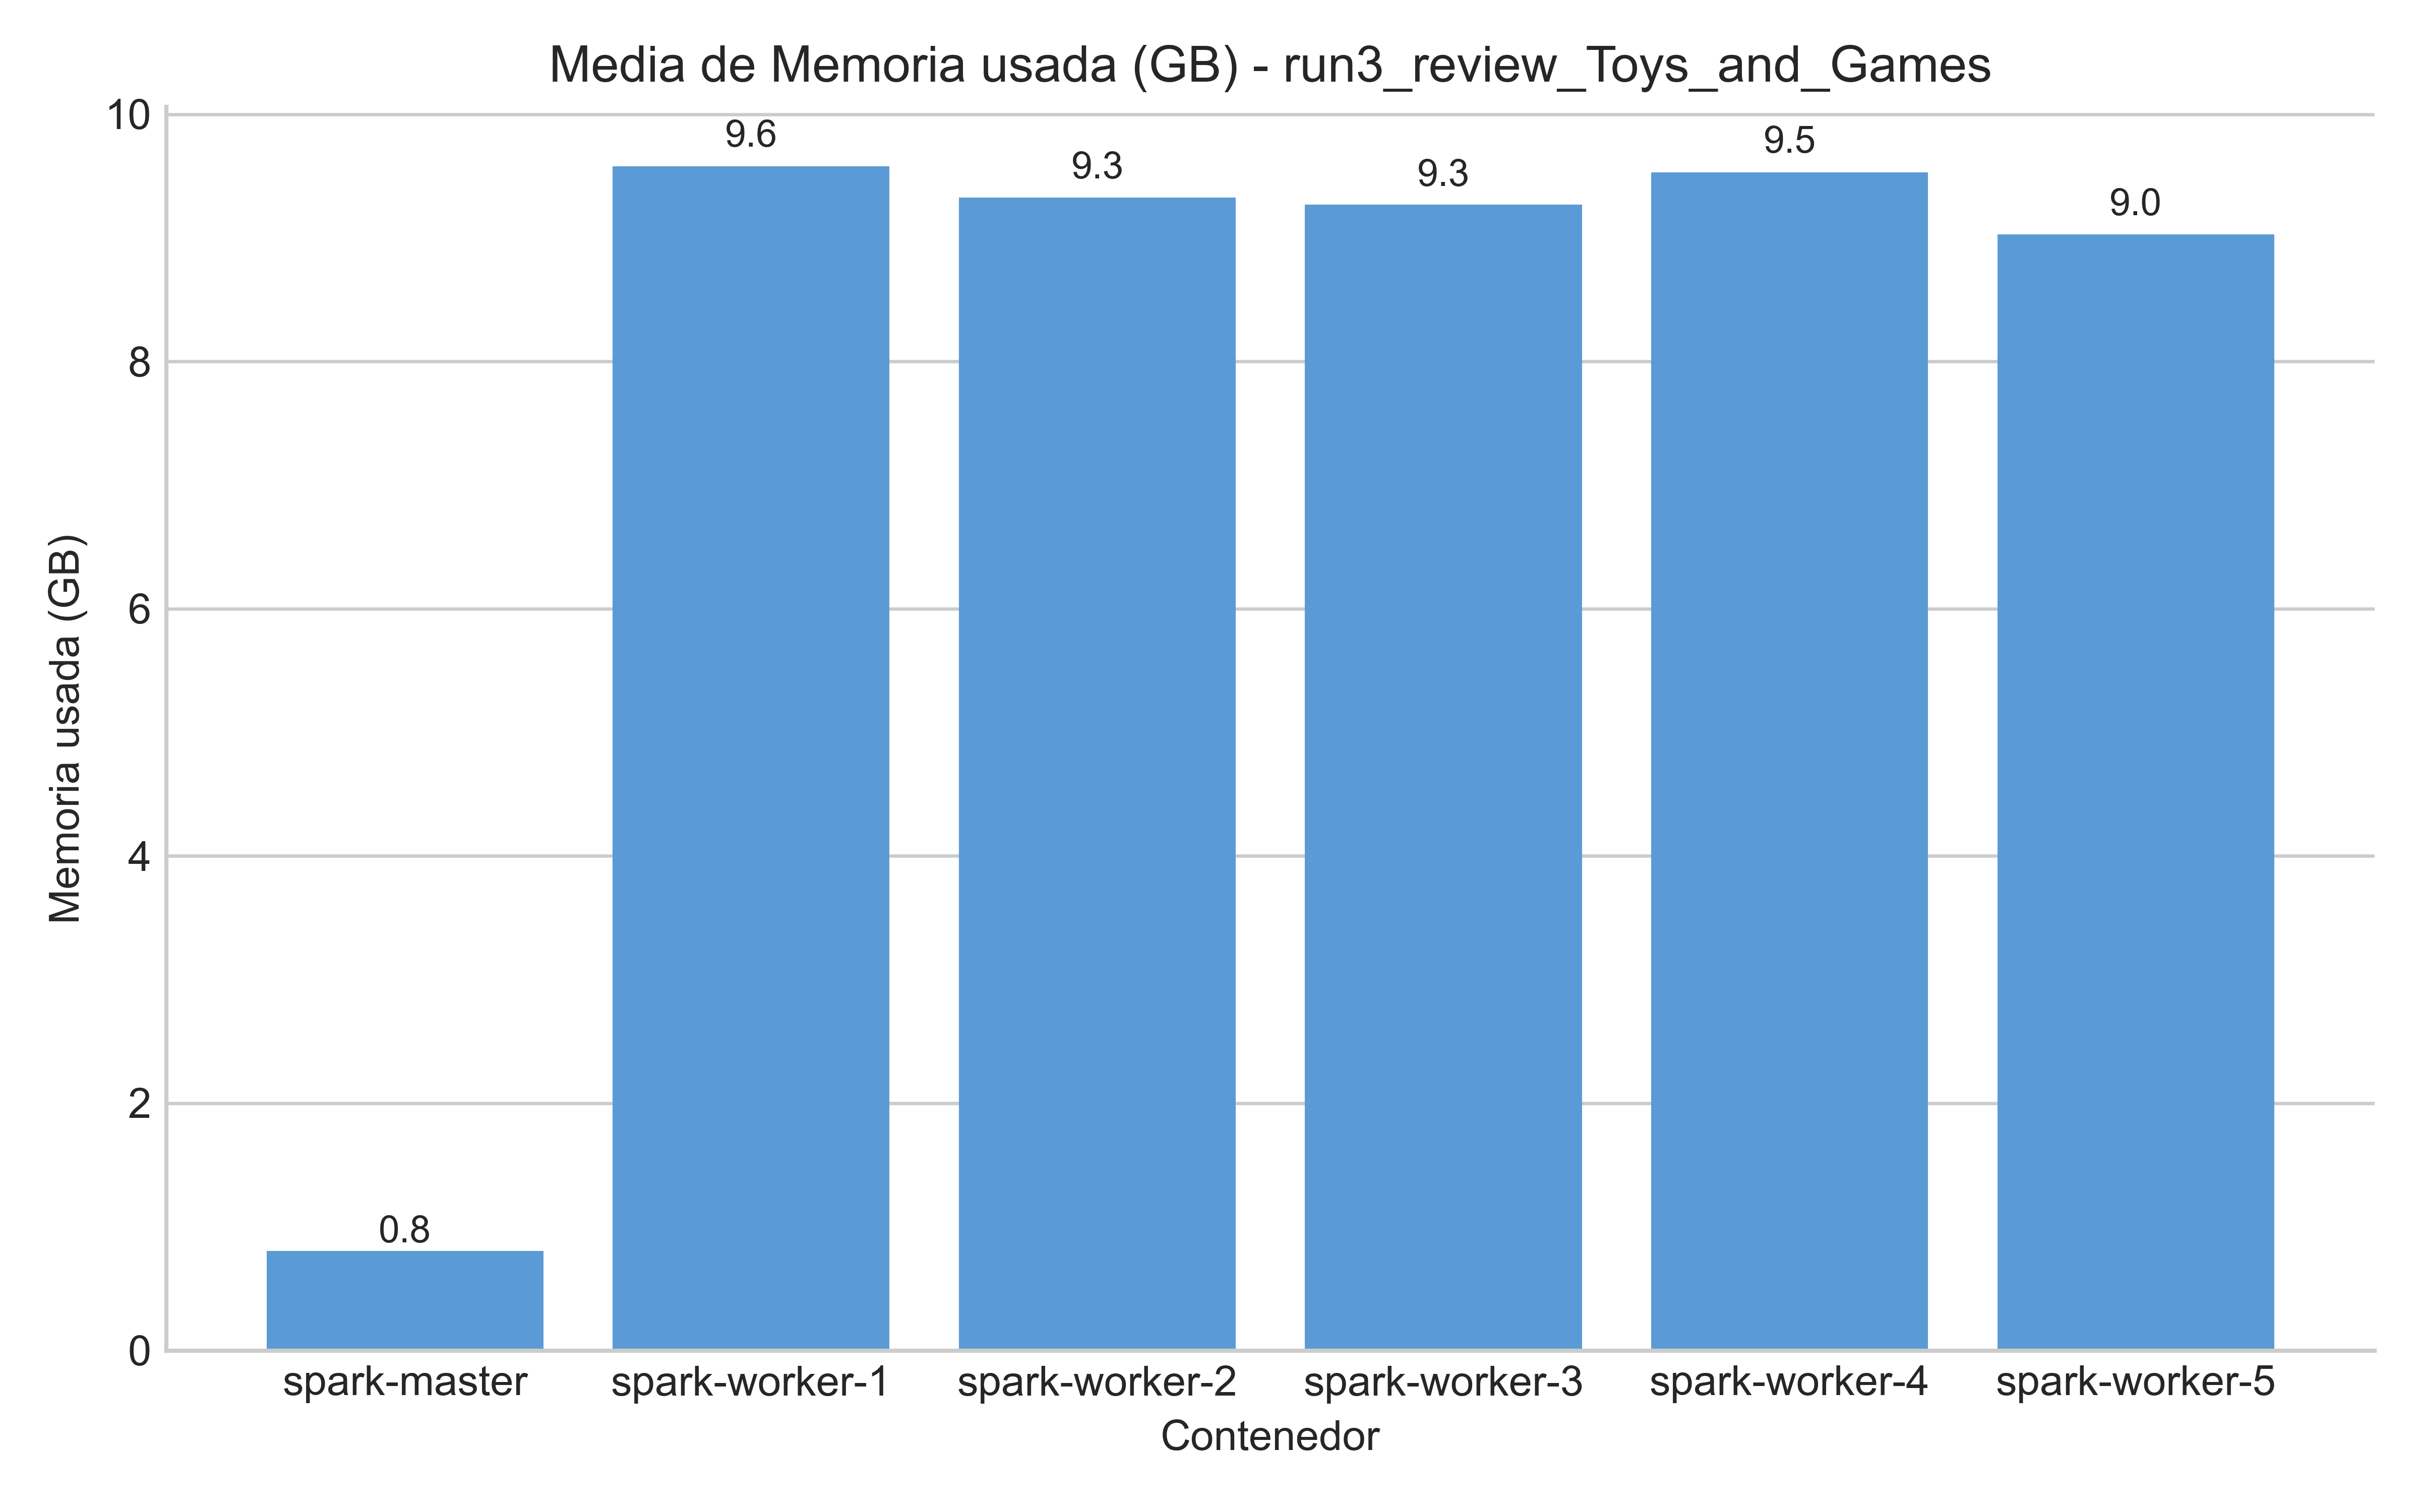 Media de Memoria usada (GB) - run3_review_Toys_and_Games
10
8
6
4
2
0
Memoria usada (GB)
0.8
9.6
9.3
9.3
9.5
9.0
spark-master
spark-worker-1
spark-worker-2
spark-worker-3
spark-worker-4
spark-worker-5
Contenedor